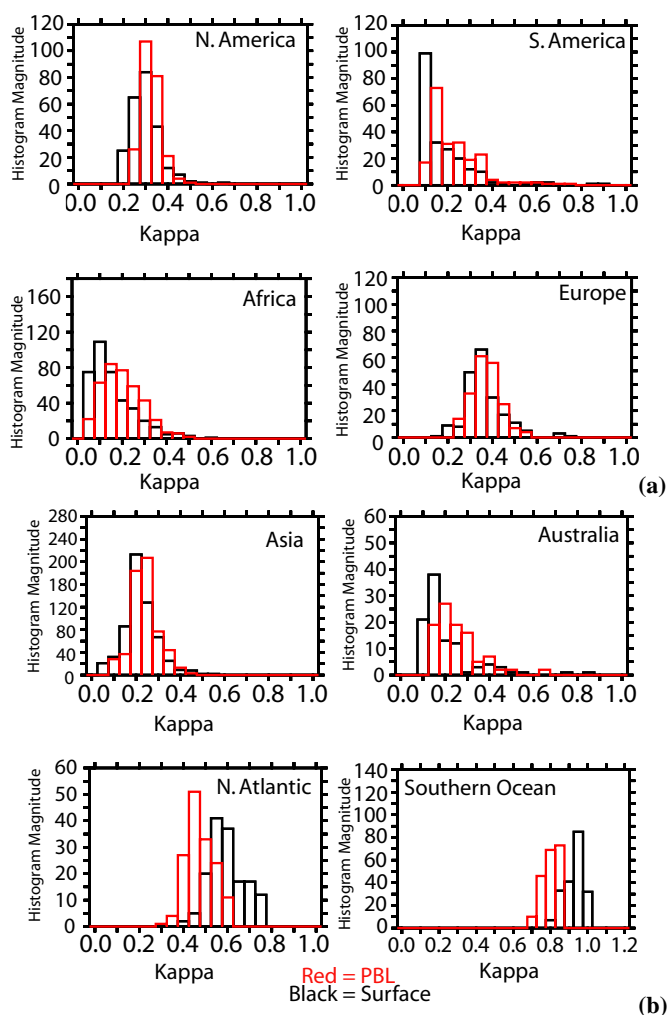 N. America
Histogram Magnitude
120
100
80
60
40
20
0
0.0 0.2 0.4 0.6 0.8 1.0
Kappa
S. America
Histogram Magnitude
120
100
80
60
40
20
0
0.0 0.2 0.4 0.6 0.8 1.0
Kappa
Africa
Histogram Magnitude
160
120
80
40
0
0.0 0.2 0.4 0.6 0.8 1.0
Kappa
Europe
Histogram Magnitude
120
100
80
60
40
20
0
0.0 0.2 0.4 0.6 0.8 1.0
Kappa
(a)
Asia
Histogram Magnitude
280
240
200
160
120
80
40
0
0.0 0.2 0.4 0.6 0.8 1.0
Kappa
Australia
Histogram Magnitude
60
50
40
30
20
10
0
0.0 0.2 0.4 0.6 0.8 1.0
Kappa
N. Atlantic
Histogram Magnitude
60
50
40
30
20
10
0
0.0 0.2 0.4 0.6 0.8 1.0
Kappa
Southern Ocean
Histogram Magnitude
140
120
100
80
60
40
20
0
0.0 0.2 0.4 0.6 0.8 1.0 1.2
Kappa
Red = PBL
Black = Surface
(b)